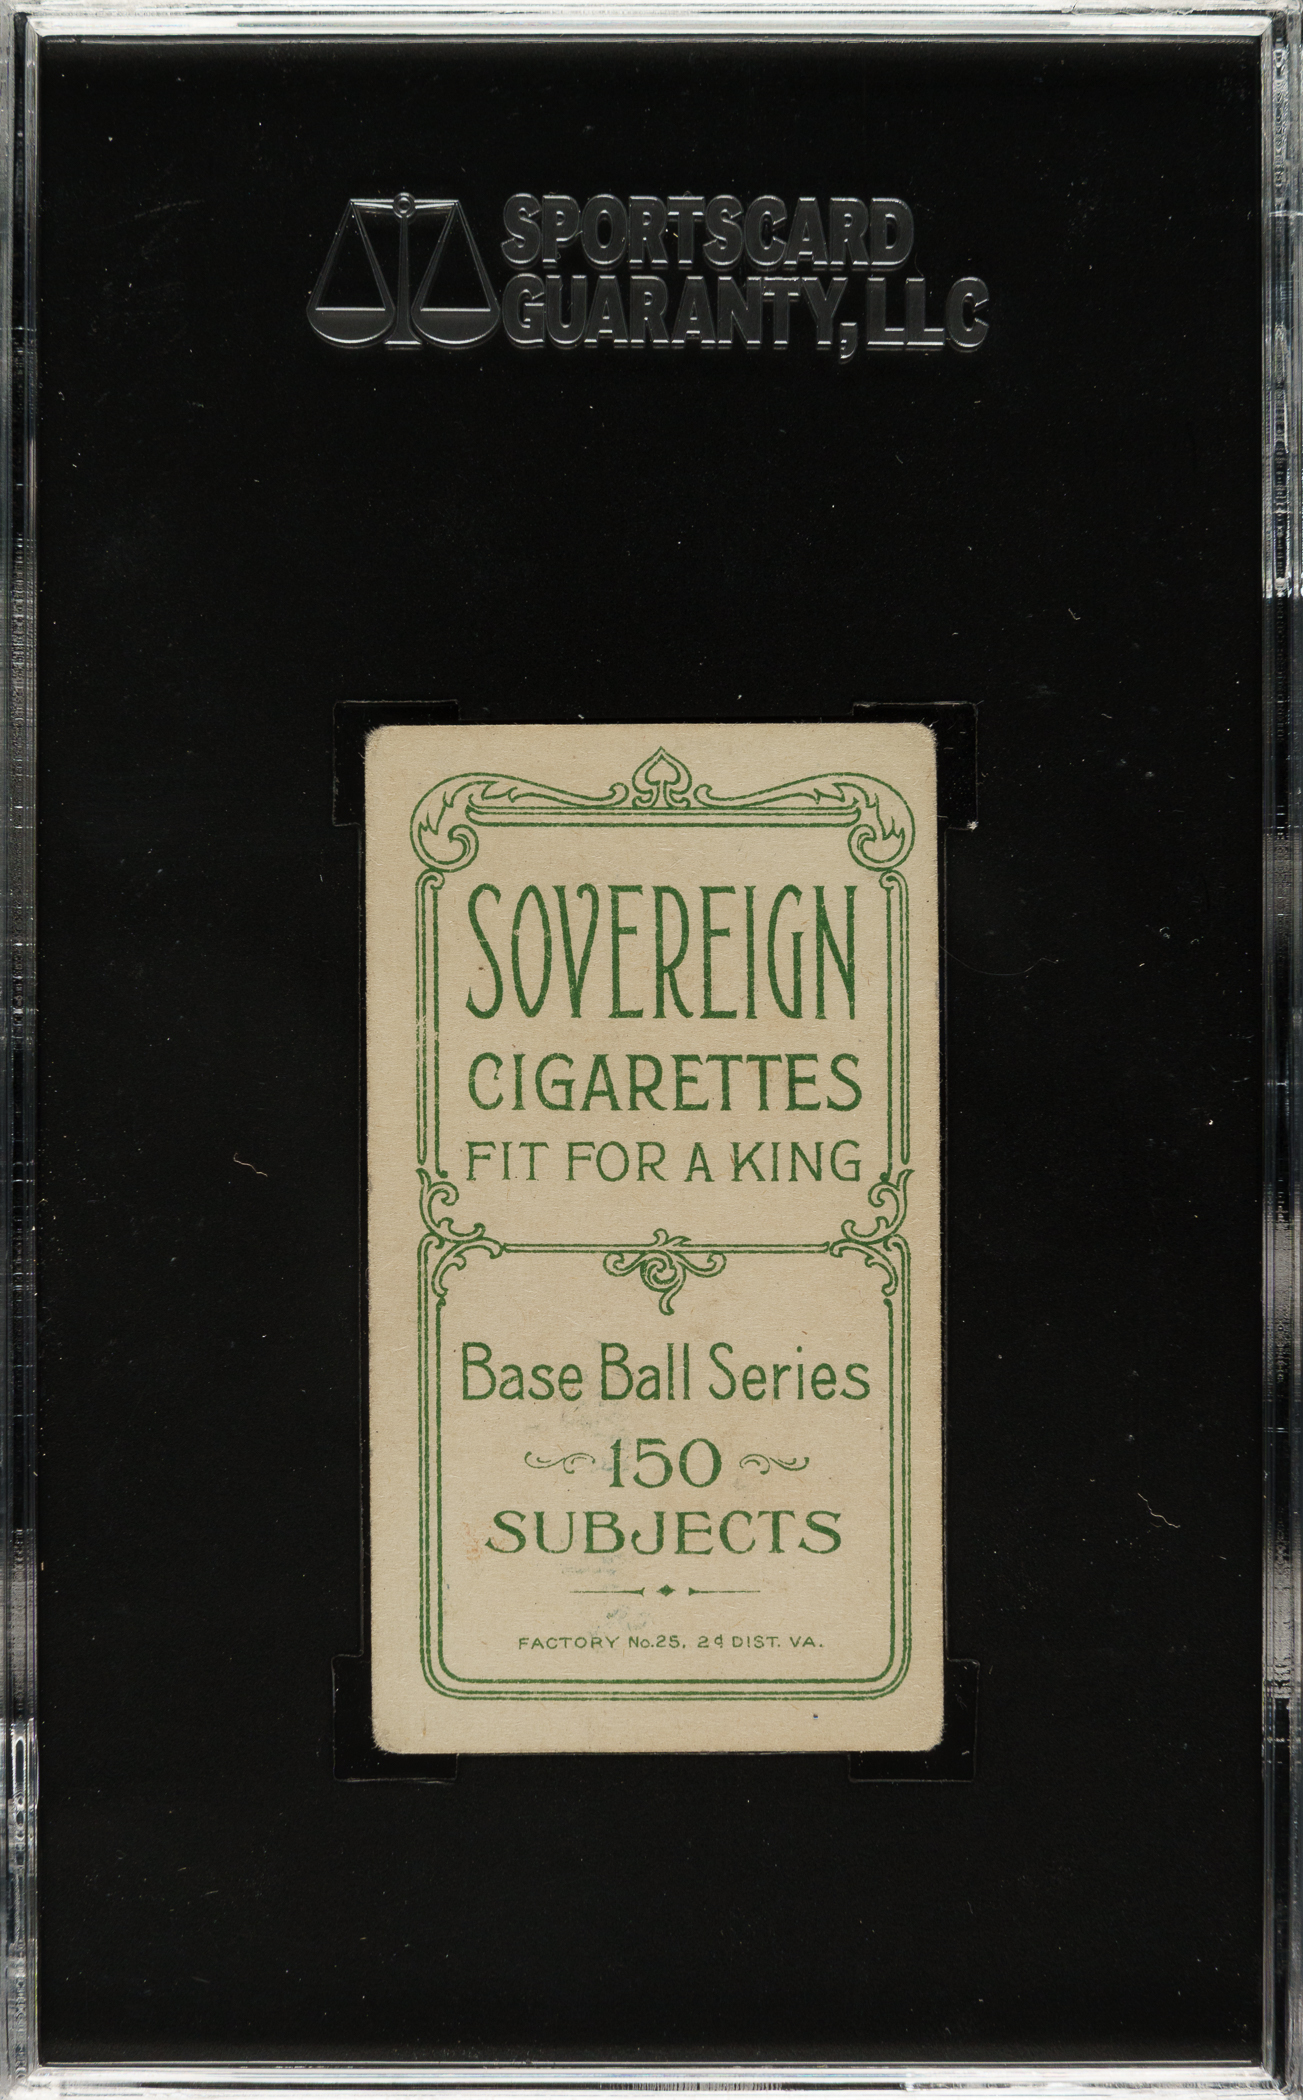 SPORTSCARD
GUARANTY, LLC
SOVEREIGN
CIGARETTES
FIT FOR A KING
Base Ball Series
150
SUBJECTS
FACTORY No. 25, 2d DIST. VA.